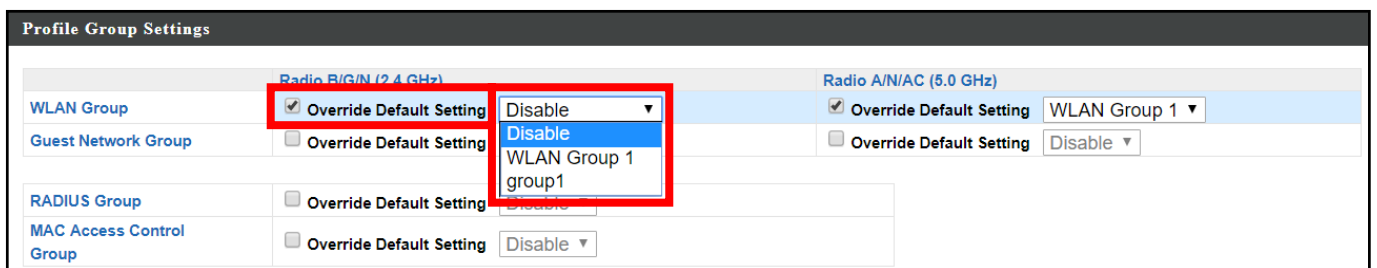 Profile Group Settings
Radio B/G/N (2.4 GHz) Radio A/N/AC (5.0 GHz)
WLAN Group Override Default Setting Disable Override Default Setting WLAN Group 1
Guest Network Group Override Default Setting Disable Override Default Setting Disable
WLAN Group 1
group1
RADIUS Group Override Default Setting Disable
MAC Access Control
Group Override Default Setting Disable